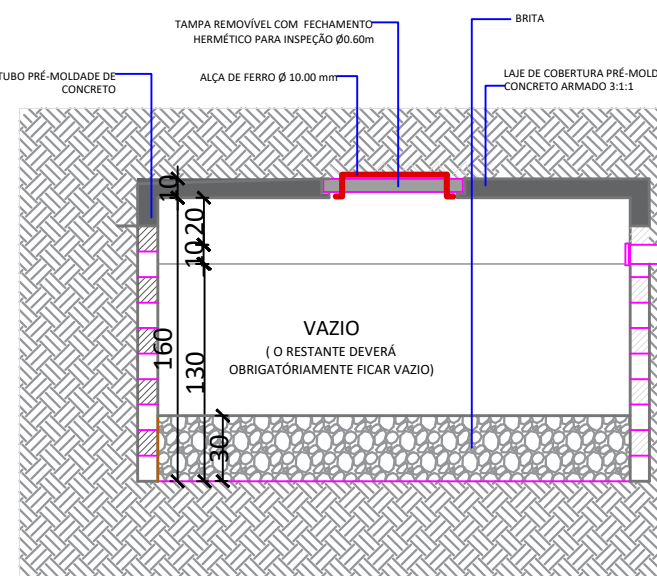 TAMPA REMOVÍVEL COM FECHAMENTO
HERMÉTICO PARA INSPEÇÃO Ø0.60m
BRITA
TUBO PRÉ-MOLDADE DE
CONCRETO
ALÇA DE FERRO Ø 10.00 mm
LAJE DE COBERTURA PRÉ-MOLD
CONCRETO ARMADO 3:1:1
10
20
10
160
130
30
VAZIO
( O RESTANTE DEVERÁ
OBRIGATÓRIAMENTE FICAR VAZIO)